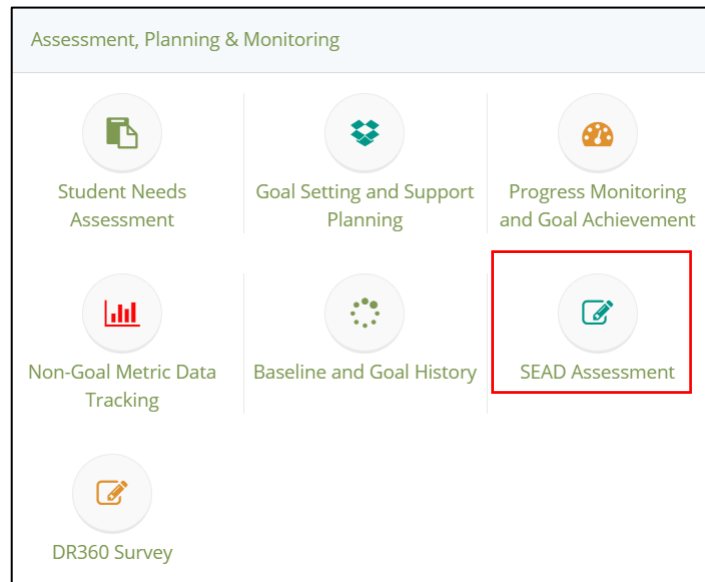 Assessment, Planning & Monitoring
Student Needs
Assessment
Goal Setting and Support
Planning
Progress Monitoring
and Goal Achievement
Non-Goal Metric Data
Tracking
Baseline and Goal History
SEAD Assessment
DR360 Survey